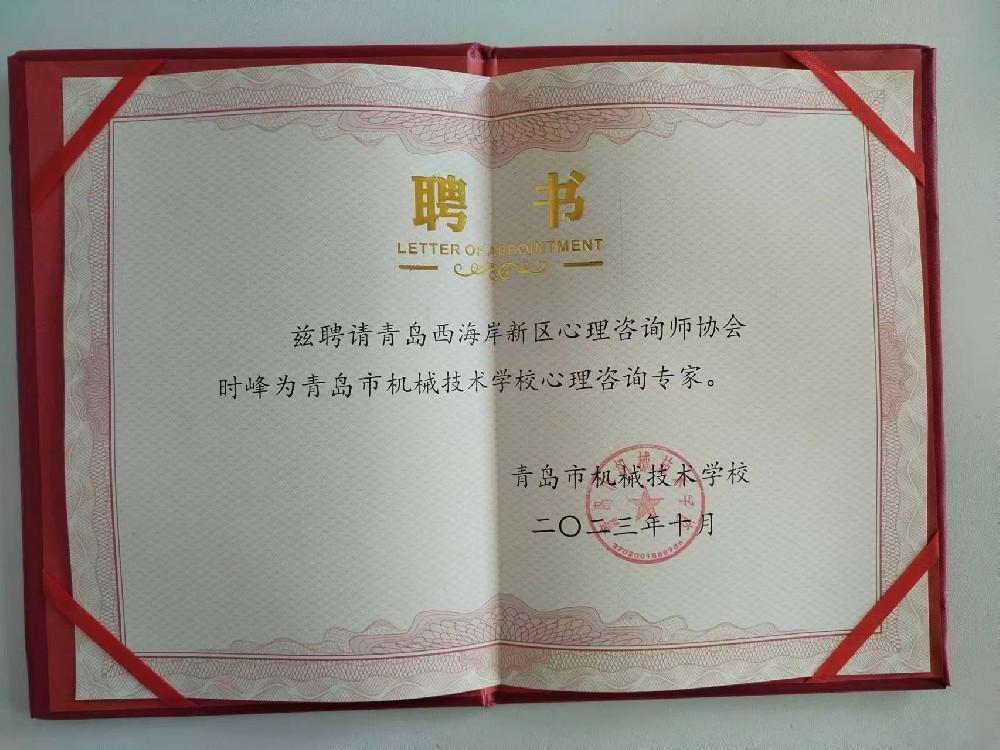 聘 书
LETTER OF APPOINTMENT
兹聘请青岛西海岸新区心理咨询师协会
时峰为青岛市机械技术学校心理咨询专家。
青岛市机械技术学校
二〇二三年十月